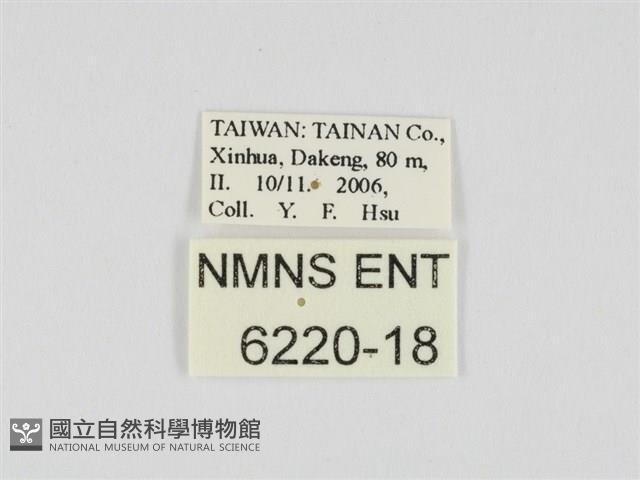 TAIWAN: TAINAN Co.,
Xinhua, Dakeng, 80 m,
II. 10/11. 2006,
Coll. Y. F. Hsu
NMNS ENT
6220-18
國立自然科學博物館
NATIONAL MUSEUM OF NATURAL SCIENCE